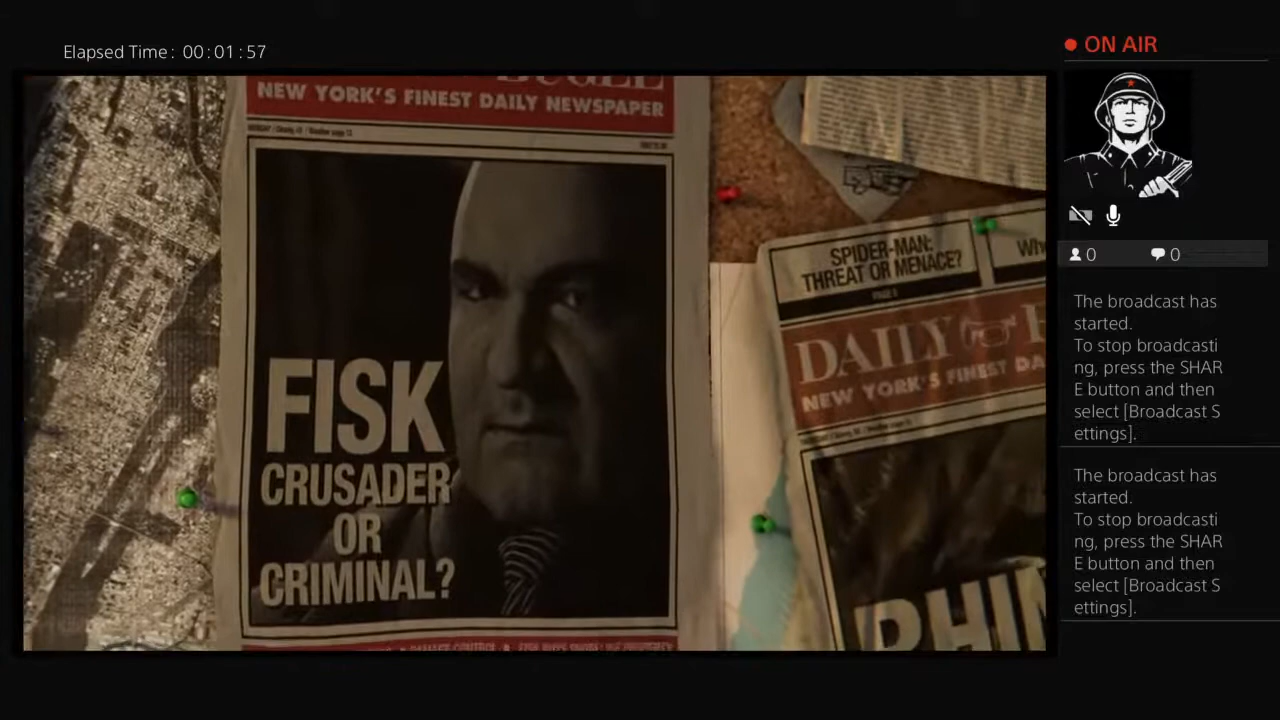 Elapsed Time: 00:01:57
ON AIR
BUGLE
NEW YORK'S FINEST DAILY NEWSPAPER
FISK
CRUSADER
OR
CRIMINAL?
SPIDER-MAN:
THREAT OR MENACE?
DAILY
NEW YORK'S FINEST DA
RHIN
0
0
The broadcast has
started.
To stop broadcasti
ng, press the SHAR
E button and then
select [Broadcast S
ettings].
The broadcast has
started.
To stop broadcasti
ng, press the SHAR
E button and then
select [Broadcast S
ettings].